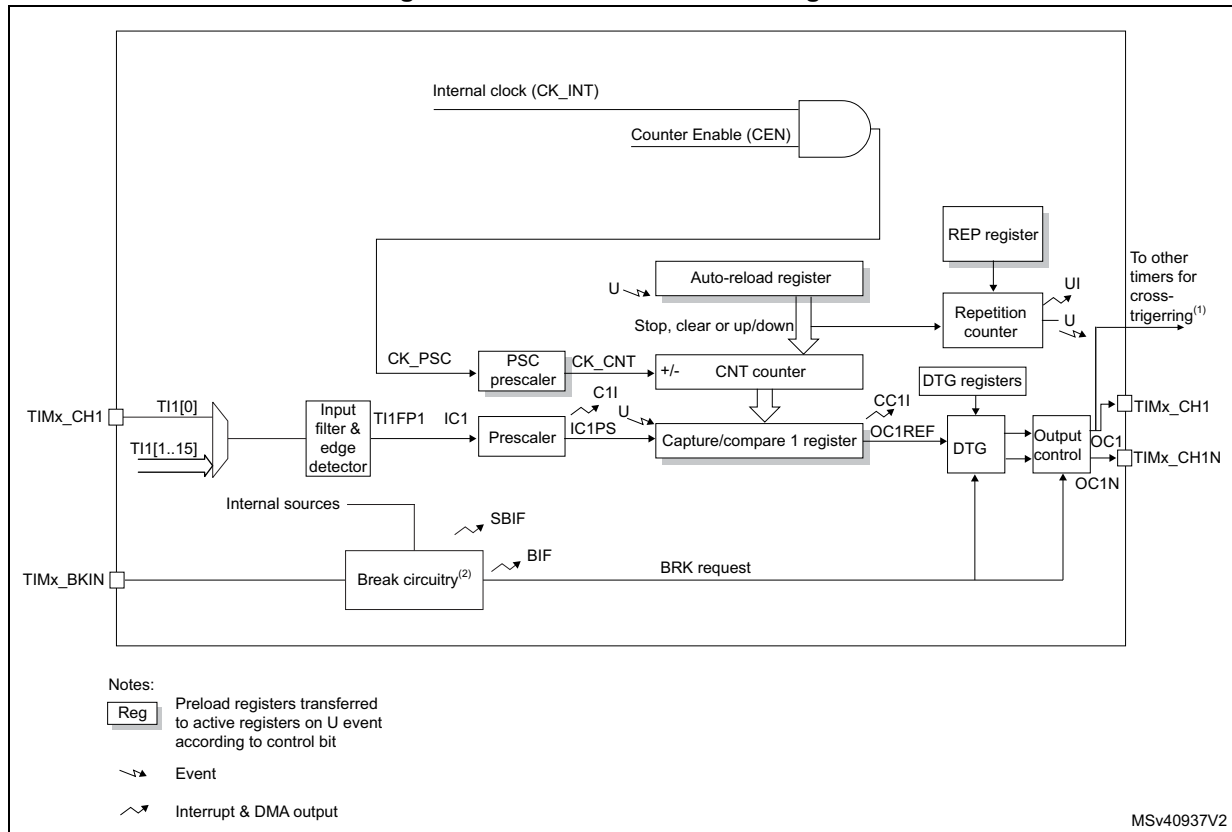 Internal clock (CK_INT)
Counter Enable (CEN)
REP register
To other
timers for
cross-
trigerring(1)
Auto-reload register
U
UI
Repetition
counter
U
Stop, clear or up/down
CK_PSC
PSC
prescaler
CK_CNT
+/-
CNT counter
DTG registers
TIMx_CH1
TI1[0]
TI1[1..15]
Input
filter &
edge
detector
TI1FP1
IC1
Prescaler
C1I
IC1PS
U
Capture/compare 1 register
CC1I
OC1REF
DTG
Output
control
OC1
TIMx_CH1
TIMx_CH1N
OC1N
Internal sources
SBIF
BIF
TIMx_BKIN
Break circuitry(2)
BRK request
Notes:
Reg
Preload registers transferred
to active registers on U event
according to control bit
Event
Interrupt & DMA output
MSv40937V2